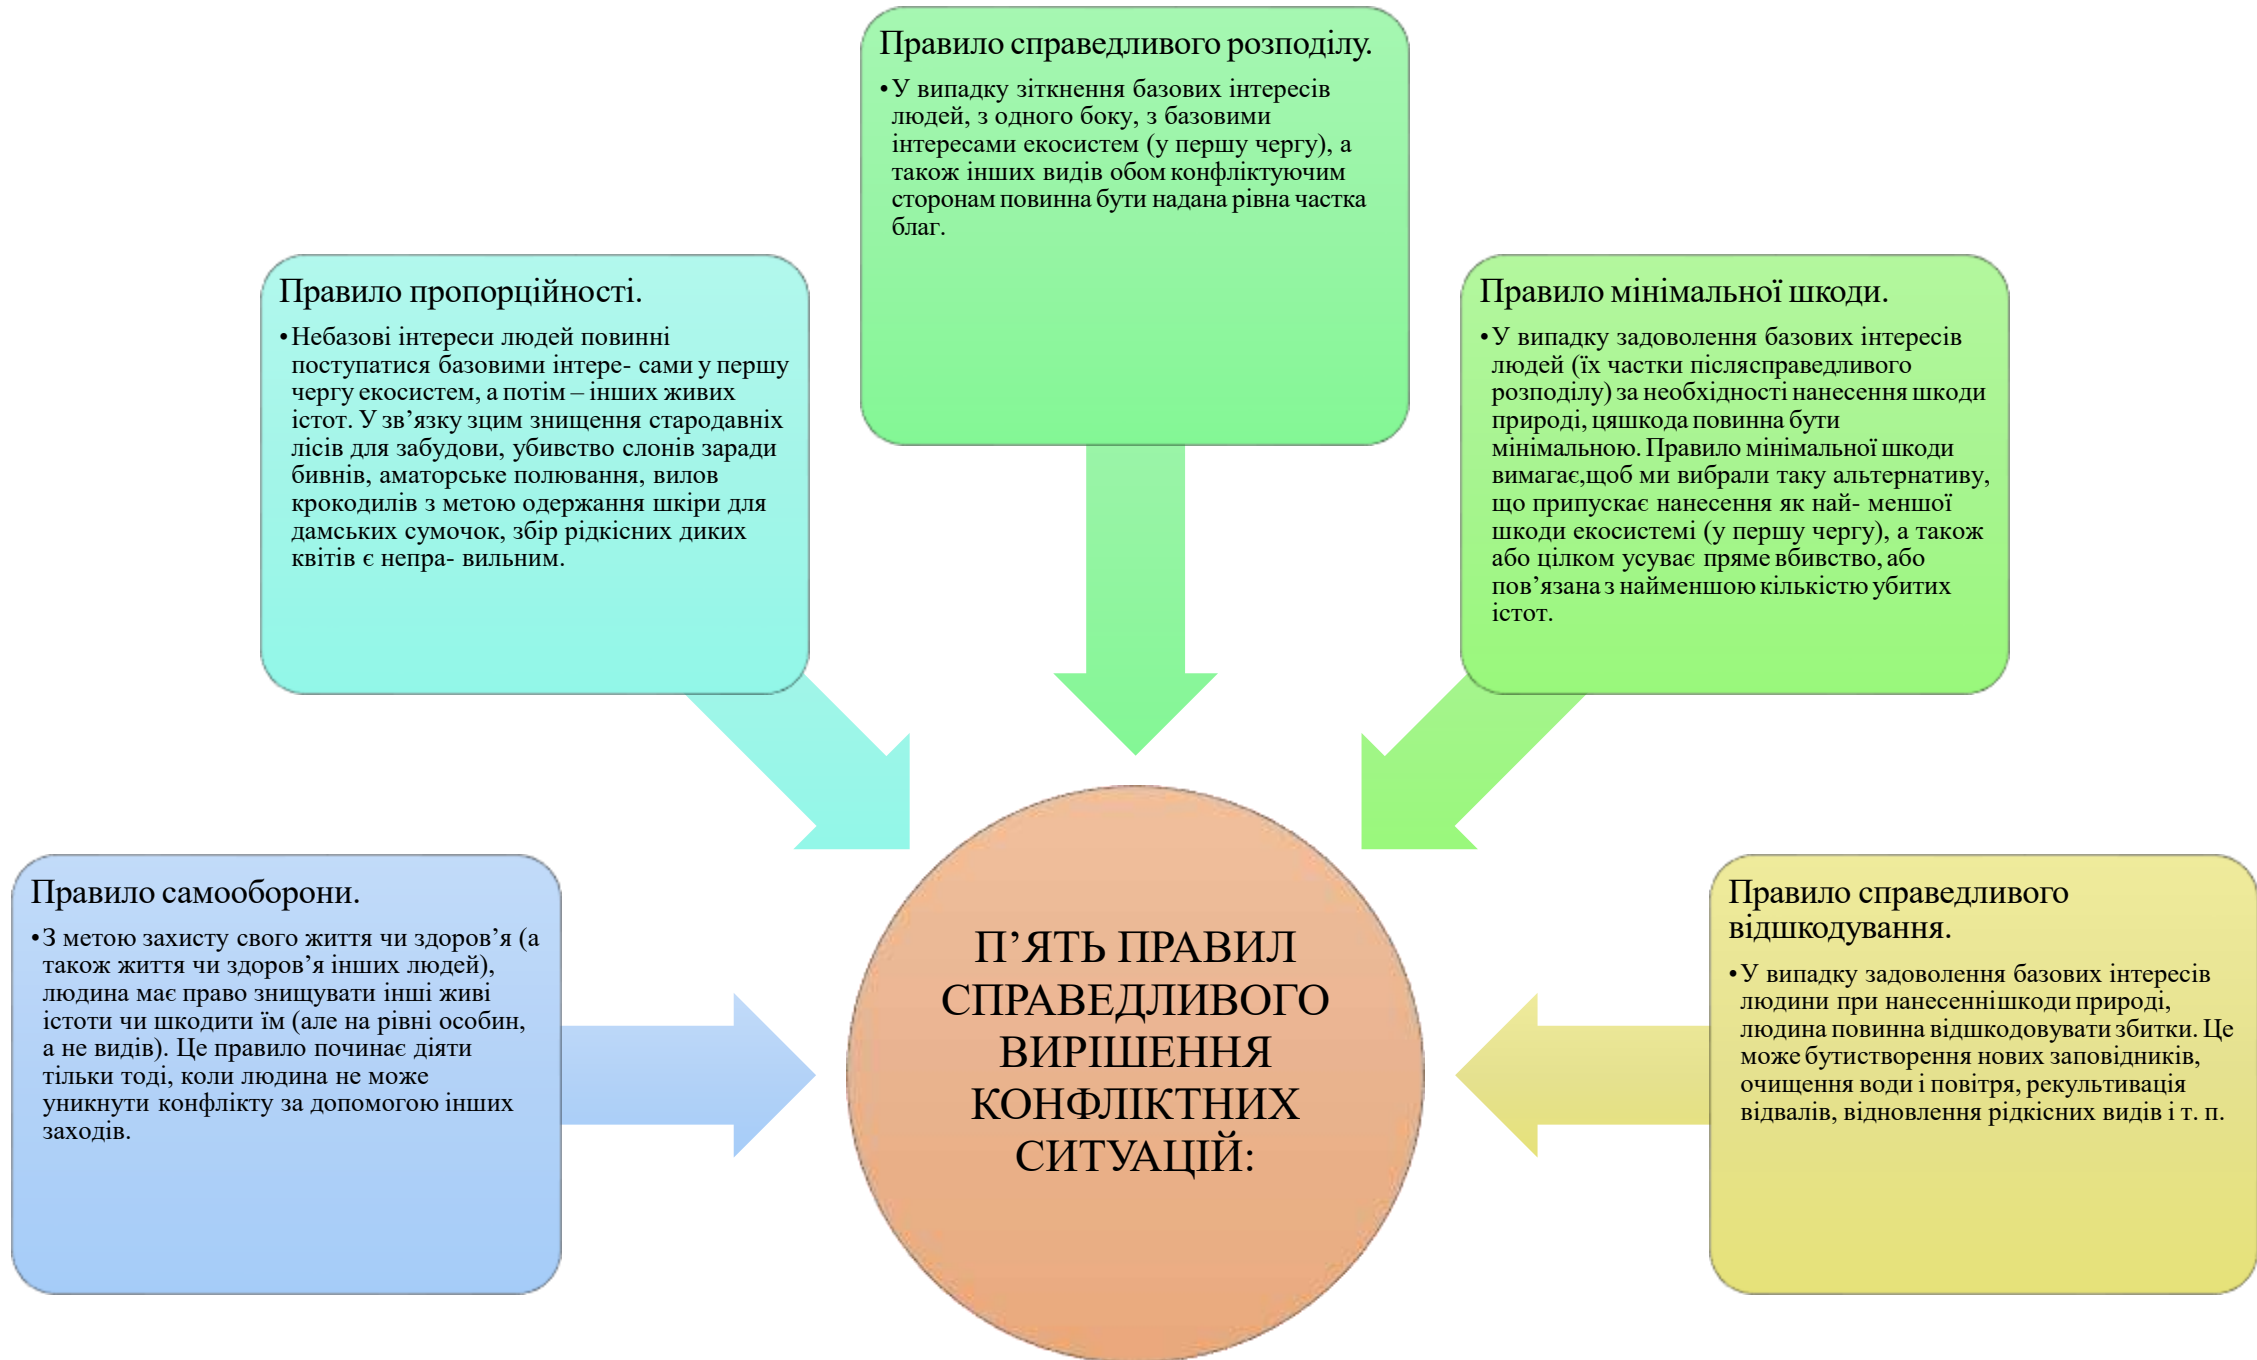 Правило справедливого розподілу.
•У випадку зіткнення базових інтересів
людей, з одного боку, з базовими
інтересами екосистем (у першу чергу), а
також інших видів обом конфліктуючим
сторонам повинна бути надана рівна частка
благ.
Правило пропорційності.
•Небазові інтереси людей повинні
поступатися базовими інтере- сами у першу
чергу екосистем, а потім – інших живих
істот. У зв’язку зцим знищення стародавніх
лісів для забудови, убивство слонів заради
бивнів, аматорське полювання, вилов
крокодилів з метою одержання шкіри для
дамських сумочок, збір рідкісних диких
квітів є непра- вильним.
Правило мінімальної шкоди.
•У випадку задоволення базових інтересів
людей (їх частки післясправедливого
розподілу) за необхідності нанесення шкоди
природі, цяшкода повинна бути
мінімальною. Правило мінімальної шкоди
вимагає,щоб ми вибрали таку альтернативу,
що припускає нанесення як най- меншої
шкоди екосистемі (у першу чергу), а також
або цілком усуває пряме вбивство, або
пов’язана з найменшою кількістю убитих
істот.
Правило самооборони.
•З метою захисту свого життя чи здоров’я (а
також життя чи здоров’я інших людей),
людина має право знищувати інші живі
істоти чи шкодити їм (але на рівні особин,
а не видів). Це правило починає діяти
тільки тоді, коли людина не може
уникнути конфлікту за допомогою інших
заходів.
П’ЯТЬ ПРАВИЛ
СПРАВЕДЛИВОГО
ВИРІШЕННЯ
КОНФЛІКТНИХ
СИТУАЦІЙ:
Правило справедливого
відшкодування.
•У випадку задоволення базових інтересів
людини при нанесеннішкоди природі,
людина повинна відшкодовувати збитки. Це
може бутистворення нових заповідників,
очищення води і повітря, рекультивація
відвалів, відновлення рідкісних видів і т. п.